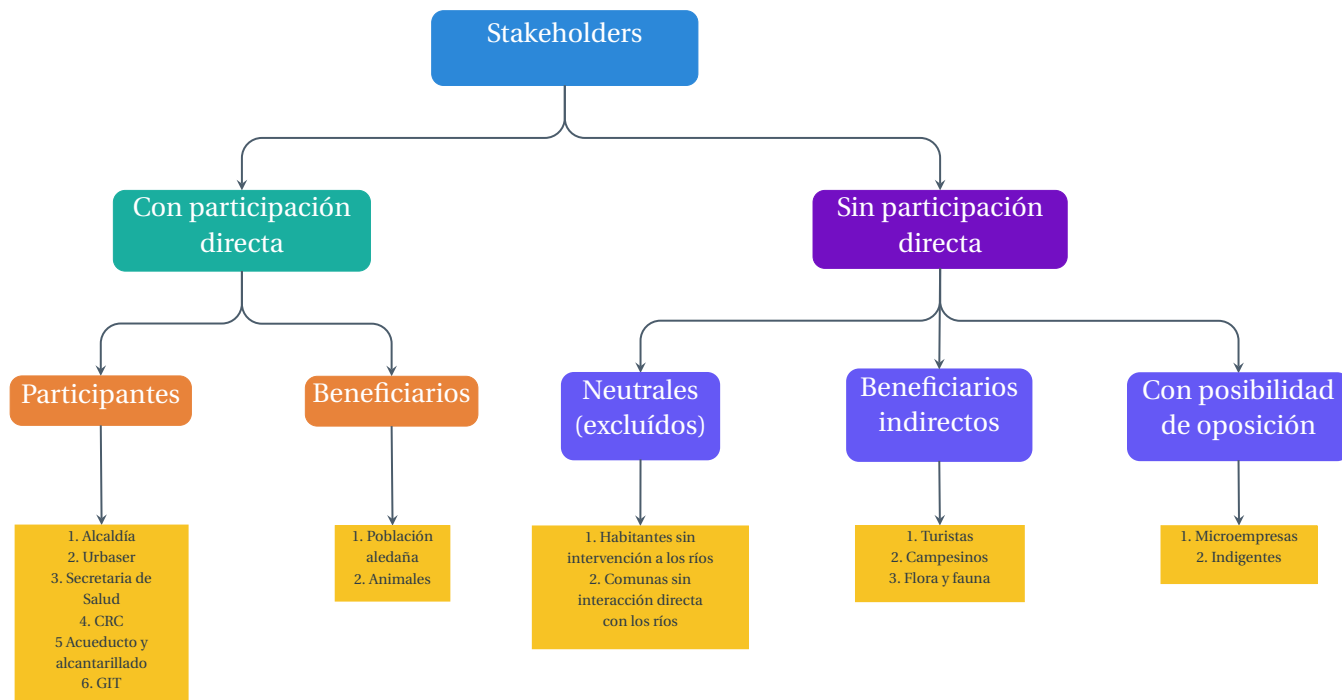 Stakeholders
Con participación
directa
Sin participación
directa
Participantes
Beneficiarios
Neutrales
(excluídos)
Beneficiarios
indirectos
Con posibilidad
de oposición
1. Alcaldía
2. Urbaser
3. Secretaria de
Salud
4. CRC
5 Acueducto y
alcantarillado
6. GIT
1. Población
aledaña
2. Animales
1. Habitantes sin
intervención a los ríos
2. Comunas sin
interacción directa
con los ríos
1. Turistas
2. Campesinos
3. Flora y fauna
1. Microempresas
2. Indigentes